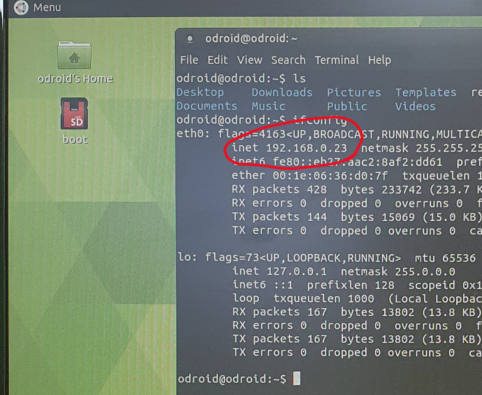 Menu
odroid@odroid: ~
File Edit View Search Terminal Help
odroid's Home
boot
odroid@odroid:~$ ls
Desktop Downloads Pictures Templates re
Documents Music Public Videos
odroid@odroid:~$ ifconfig
eth0: flags=4163<UP,BROADCAST,RUNNING,MULTICA
inet 192.168.0.23 netmask 255.255.25
inet6 fe80::eb27:aac2:8af2:dd61 pref
ether 00:1e:06:36:d0:7f txqueuelen 1
RX packets 428 bytes 233742 (233.7 K
RX errors 0 dropped 0 overruns 0 f
TX packets 144 bytes 15069 (15.0 KB)
TX errors 0 dropped 0 overruns 0 ca
lo: flags=73<UP,LOOPBACK,RUNNING> mtu 65536
inet 127.0.0.1 netmask 255.0.0.0
inet6 ::1 prefixlen 128 scopeid 0x1
loop txqueuelen 1000 (Local Loopbac
RX packets 167 bytes 13802 (13.8 KB)
RX errors 0 dropped 0 overruns 0 f
TX packets 167 bytes 13802 (13.8 KB)
TX errors 0 dropped 0 overruns 0 ca
odroid@odroid:~$